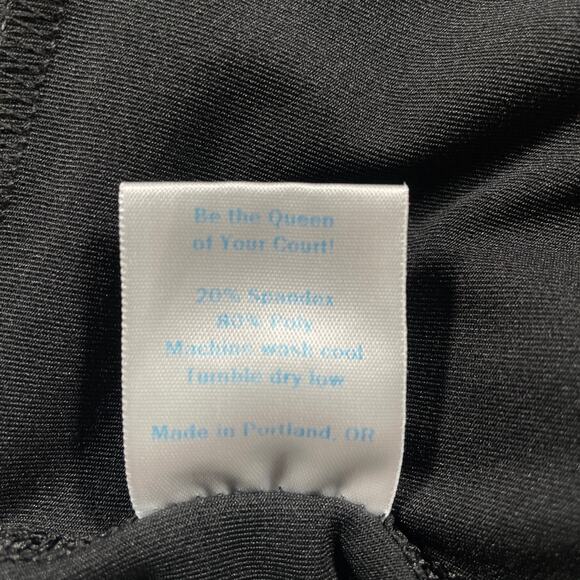 Be the Queen
of Your Court!
20% Spandex
80% Poly
Machine wash cool
Tumble dry low
Made in Portland, OR